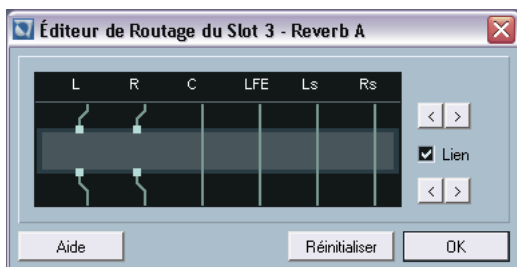 Éditeur de Routage du Slot 3 - Reverb A
L R C LFE Ls Rs
< >
Lien
< >
Aide Réinitialiser OK